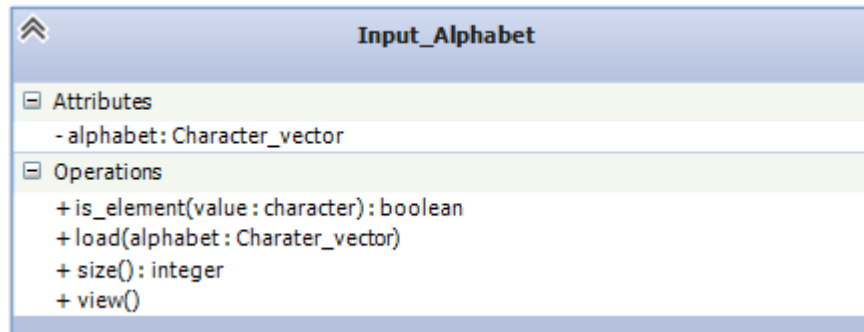 Input_Alphabet
Attributes
- alphabet : Character_vector
Operations
+ is_element(value : character) : boolean
+ load(alphabet : Charater_vector)
+ size() : integer
+ view()